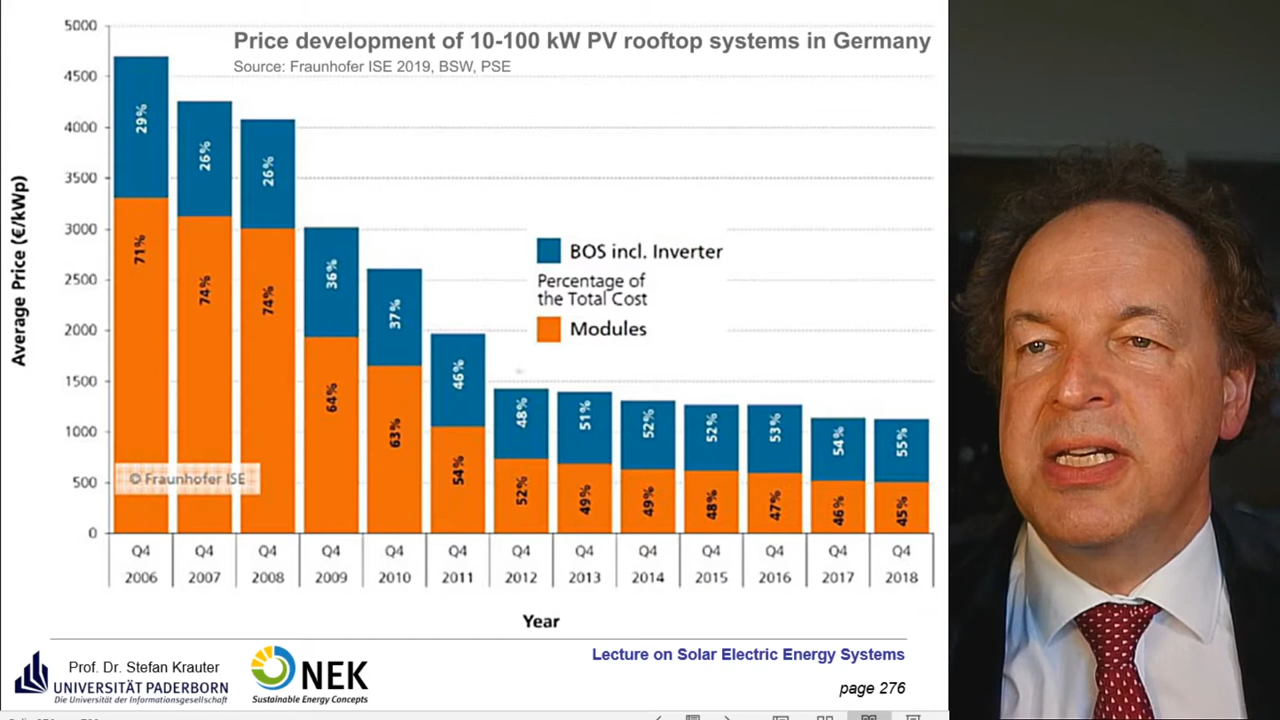 Price development of 10-100 kW PV rooftop systems in Germany
Source: Fraunhofer ISE 2019, BSW, PSE
Average Price (€/kWp)
5000
4500
4000
3500
3000
2500
2000
1500
1000
500
0
29% 26% 26% 36% 37% 46% 48% 51% 52% 52% 53% 54% 55%
71% 74% 74% 64% 63% 54% 52% 49% 49% 48% 47% 46% 45%
BOS incl. Inverter
Percentage of
the Total Cost
Modules
© Fraunhofer ISE
Q4 Q4 Q4 Q4 Q4 Q4 Q4 Q4 Q4 Q4 Q4 Q4 Q4
2006 2007 2008 2009 2010 2011 2012 2013 2014 2015 2016 2017 2018
Year
Prof. Dr. Stefan Krauter
UNIVERSITÄT PADERBORN
Die Universität der Informationsgesellschaft
NEK
Sustainable Energy Concepts
Lecture on Solar Electric Energy Systems
page 276